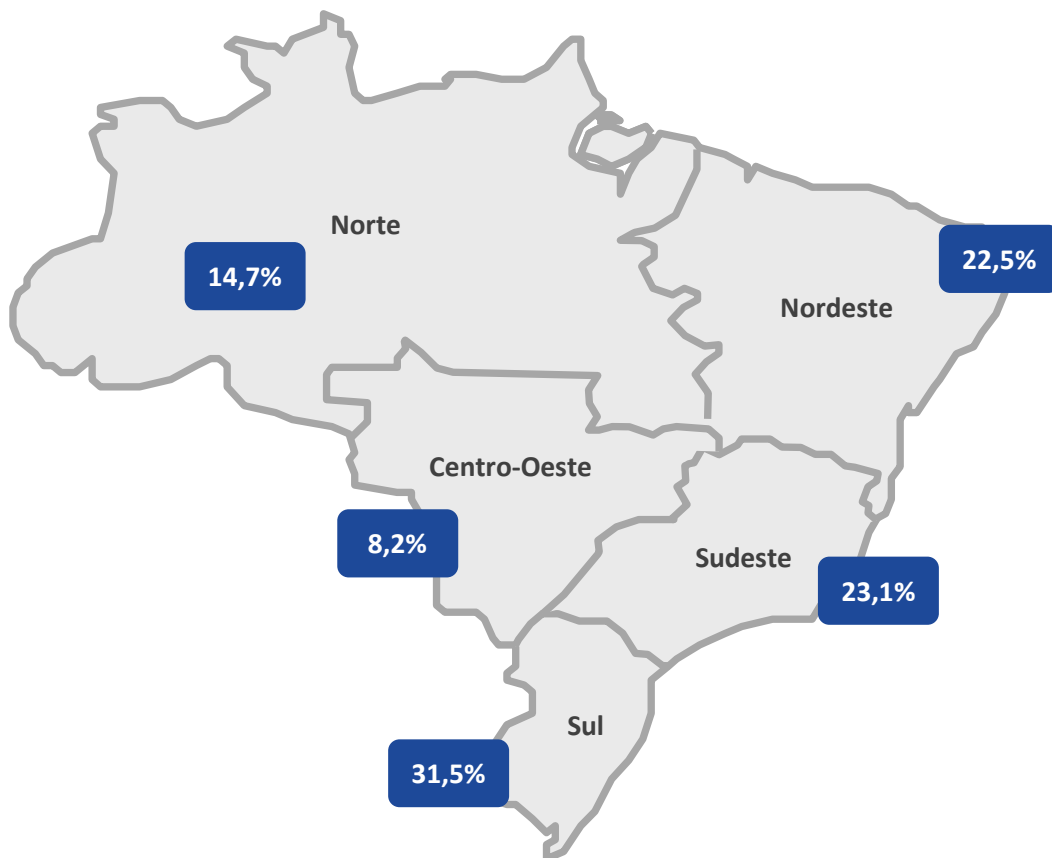 Norte
14,7%
22,5%
Nordeste
Centro-Oeste
8,2%
Sudeste
23,1%
Sul
31,5%